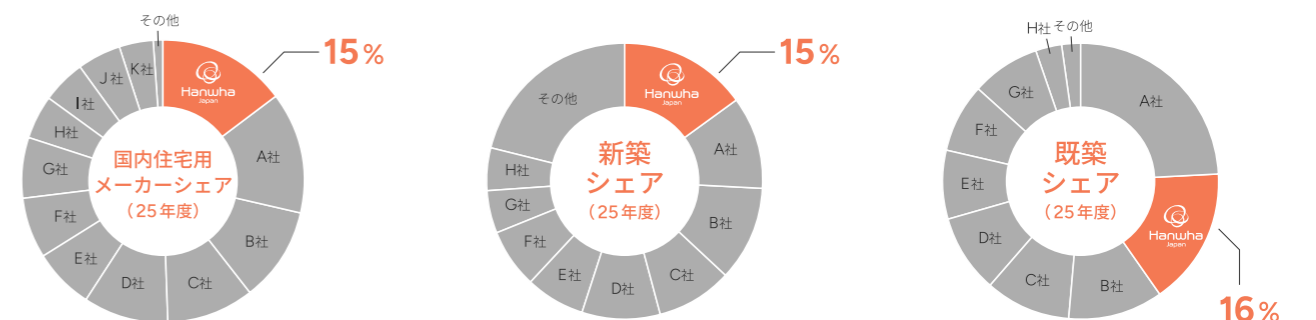 その他
K社
J社
I社
H社
G社
F社
E社
D社
C社
B社
A社
Hanwha
Japan
15%
国内住宅用
メーカーシェア
（25年度）
その他
H社
G社
F社
E社
D社
C社
B社
A社
Hanwha
Japan
15%
新築
シェア
（25年度）
H社
その他
G社
F社
E社
D社
C社
B社
A社
Hanwha
Japan
16%
既築
シェア
（25年度）